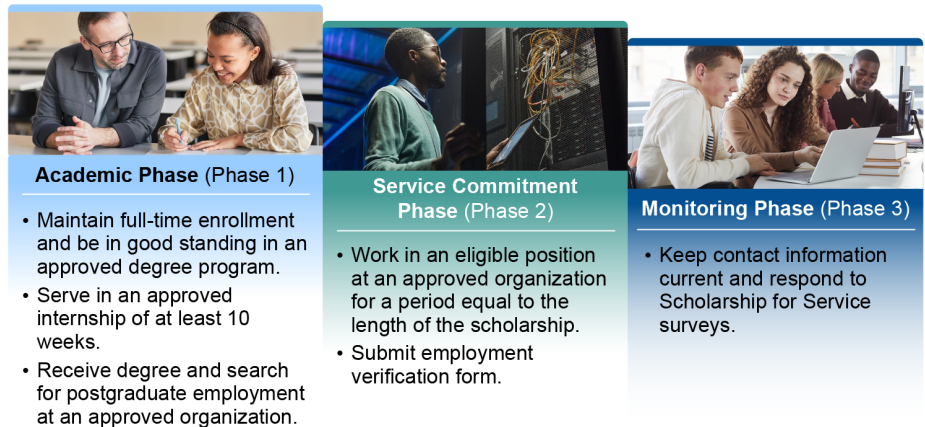 Academic Phase (Phase 1)
• Maintain full-time enrollment
and be in good standing in an
approved degree program.
• Serve in an approved
internship of at least 10
weeks.
• Receive degree and search
for postgraduate employment
at an approved organization.
Service Commitment
Phase (Phase 2)
• Work in an eligible position
at an approved organization
for a period equal to the
length of the scholarship.
• Submit employment
verification form.
Monitoring Phase (Phase 3)
• Keep contact information
current and respond to
Scholarship for Service
surveys.